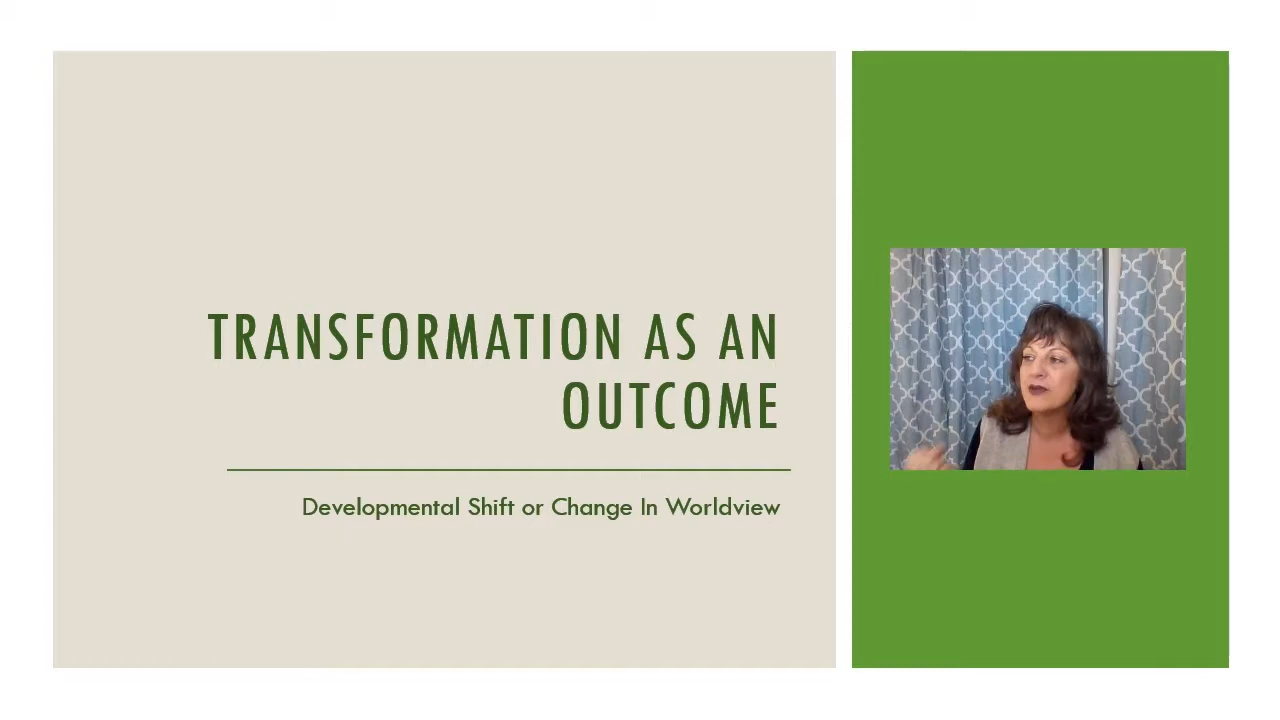 TRANSFORMATION AS AN
OUTCOME
Developmental Shift or Change In Worldview